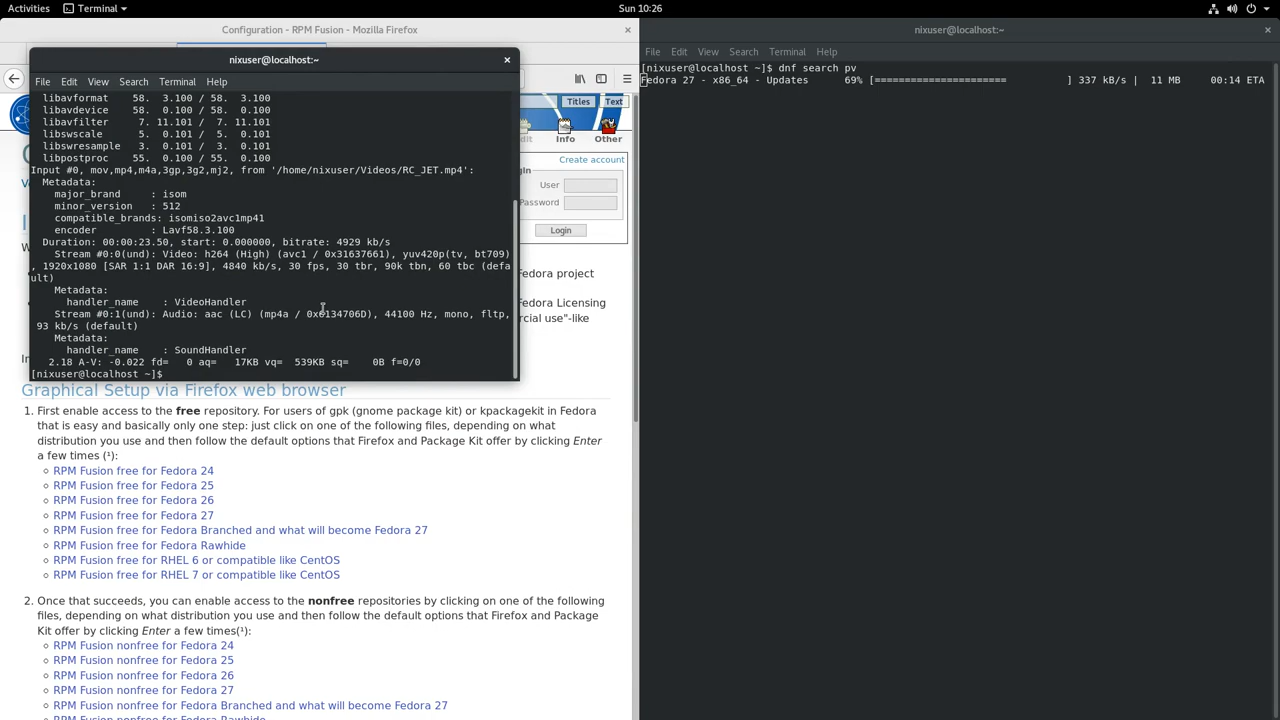 Activities
Terminal
Sun 10:26
Configuration - RPM Fusion - Mozilla Firefox
×
nixuser@localhost:~
×
File Edit View Search Terminal Help
libavformat 58. 3.100 / 58. 3.100
libavdevice 58. 0.100 / 58. 0.100
libavfilter 7. 11.101 / 7. 11.101
libswscale 5. 0.101 / 5. 0.101
libswresample 3. 0.101 / 3. 0.101
libpostproc 55. 0.100 / 55. 0.100
Input #0, mov,mp4,m4a,3gp,3g2,mj2, from '/home/nixuser/Videos/RC_JET.mp4':
Metadata:
major_brand : isom
minor_version : 512
compatible_brands: isomiso2avc1mp41
encoder : Lavf58.3.100
Duration: 00:00:23.50, start: 0.000000, bitrate: 4929 kb/s
Stream #0:0(und): Video: h264 (High) (avc1 / 0x31637661), yuv420p(tv, bt709)
, 1920x1080 [SAR 1:1 DAR 16:9], 4840 kb/s, 30 fps, 30 tbr, 90k tbn, 60 tbc (defa
ult)
Metadata:
handler_name : VideoHandler
Stream #0:1(und): Audio: aac (LC) (mp4a / 0x6134706D), 44100 Hz, mono, fltp,
93 kb/s (default)
Metadata:
handler_name : SoundHandler
2.18 A-V: -0.022 fd= 0 aq= 17KB vq= 539KB sq= 0B f=0/0
[nixuser@localhost ~]$
Titles Text
Info Other
Create account
User
Password
Login
Fedora project
Fedora Licensing
Graphical Setup via Firefox web browser
1. First enable access to the free repository. For users of gpk (gnome package kit) or kpackagekit in Fedora
that is easy and basically only one step: just click on one of the following files, depending on what
distribution you use and then follow the default options that Firefox and Package Kit offer by clicking Enter
a few times (¹):
RPM Fusion free for Fedora 24
RPM Fusion free for Fedora 25
RPM Fusion free for Fedora 26
RPM Fusion free for Fedora 27
RPM Fusion free for Fedora Branched and what will become Fedora 27
RPM Fusion free for Fedora Rawhide
RPM Fusion free for RHEL 6 or compatible like CentOS
RPM Fusion free for RHEL 7 or compatible like CentOS
2. Once that succeeds, you can enable access to the nonfree repositories by clicking on one of the following
files, depending on what distribution you use and then follow the default options that Firefox and Package
Kit offer by clicking Enter a few times(¹):
RPM Fusion nonfree for Fedora 24
RPM Fusion nonfree for Fedora 25
RPM Fusion nonfree for Fedora 26
RPM Fusion nonfree for Fedora 27
RPM Fusion nonfree for Fedora Branched and what will become Fedora 27
RPM Fusion nonfree for Fedora Rawhide
nixuser@localhost:~
×
File Edit View Search Terminal Help
[nixuser@localhost ~]$ dnf search pv
Fedora 27 - x86_64 - Updates 69% [====================== ] 337 kB/s | 11 MB 00:14 ETA